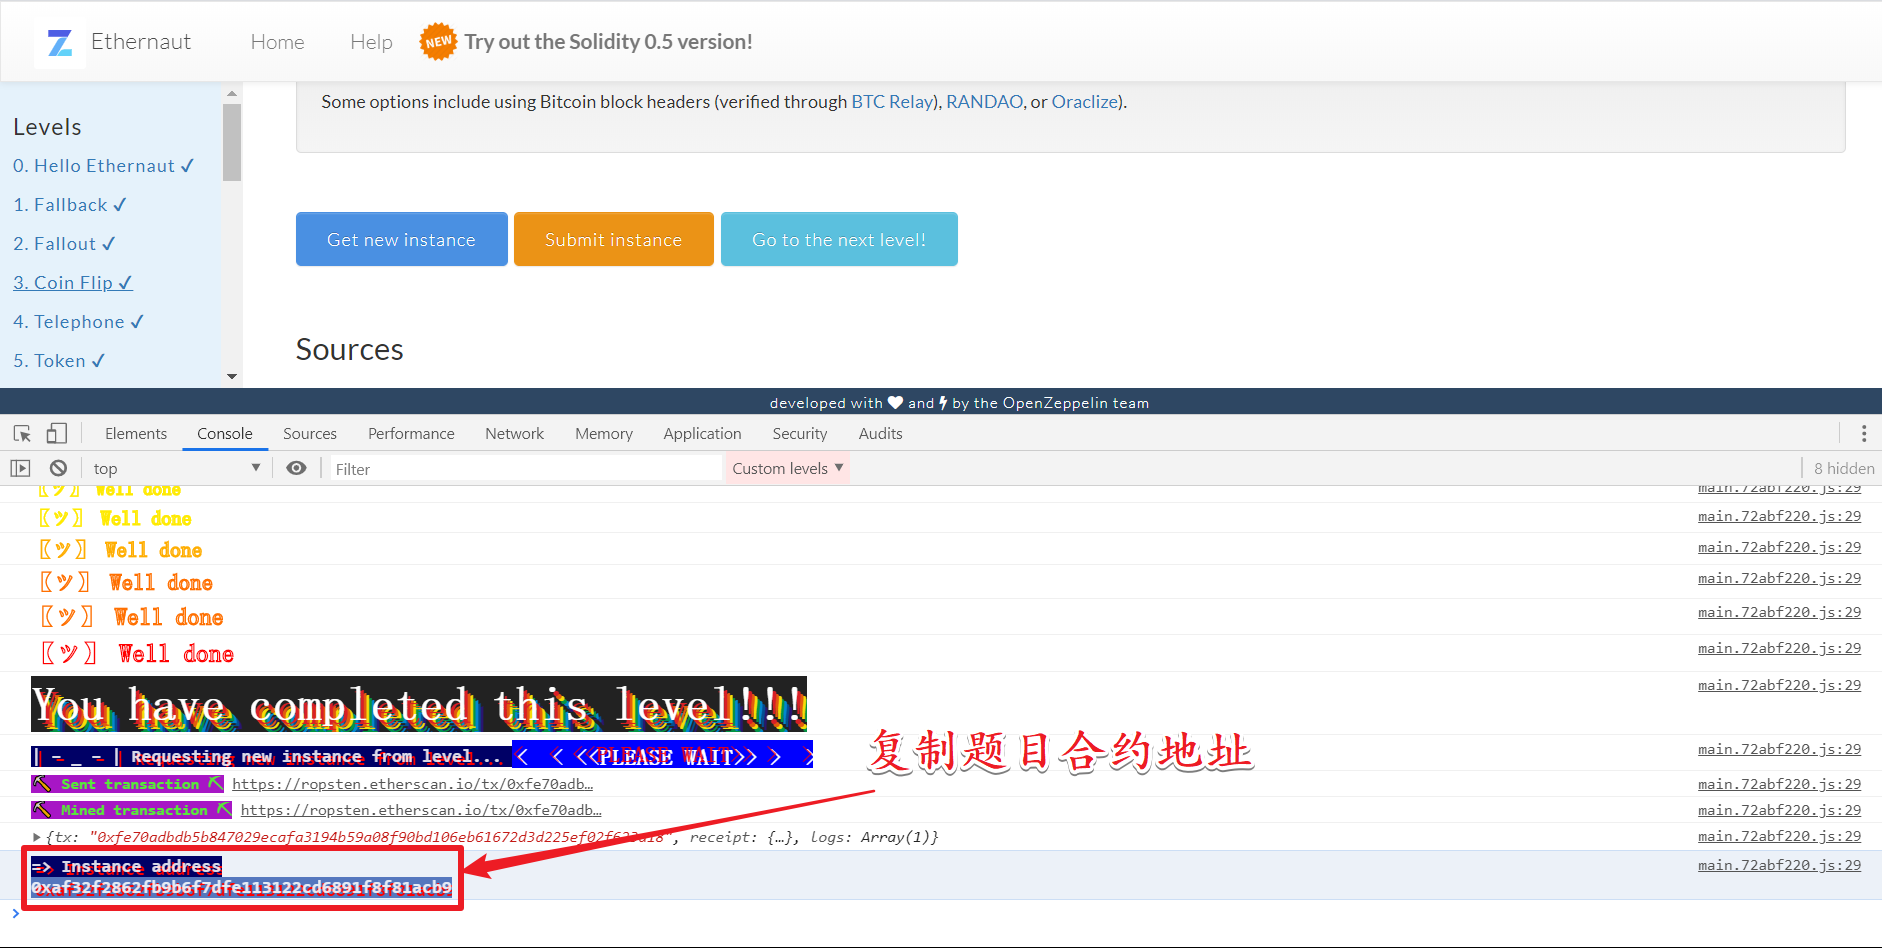 Ethernaut Home Help NEW Try out the Solidity 0.5 version!
Some options include using Bitcoin block headers (verified through BTC Relay), RANDAO, or Oraclize).
Levels
0. Hello Ethernaut ✓
1. Fallback ✓
2. Fallout ✓
3. Coin Flip ✓
4. Telephone ✓
5. Token ✓
Get new instance Submit instance Go to the next level!
Sources
developed with ♥ and ⚡ by the OpenZeppelin team
Elements Console Sources Performance Network Memory Application Security Audits
top ▼ Filter Custom levels ▼ 8 hidden
〖ツ〗 Well done main.72abf220.js:29
〖ツ〗 Well done main.72abf220.js:29
〖ツ〗 Well done main.72abf220.js:29
〖ツ〗 Well done main.72abf220.js:29
〖ツ〗 Well done main.72abf220.js:29
〖ツ〗 Well done main.72abf220.js:29
You have completed this level!!! main.72abf220.js:29
| - _ - | Requesting new instance from level... < < <<PLEASE WAIT>> > > main.72abf220.js:29
复制题目合约地址
⛏ Sent transaction ⛏ https://ropsten.etherscan.io/tx/0xfe70adb… main.72abf220.js:29
⛏ Mined transaction ⛏ https://ropsten.etherscan.io/tx/0xfe70adb… main.72abf220.js:29
▶{tx: receipt: {…}, logs: Array(1)} main.72abf220.js:29
=> Instance address main.72abf220.js:29
0xaf32f2862fb9b6f7dfe113122cd6891f8f81acb9
>